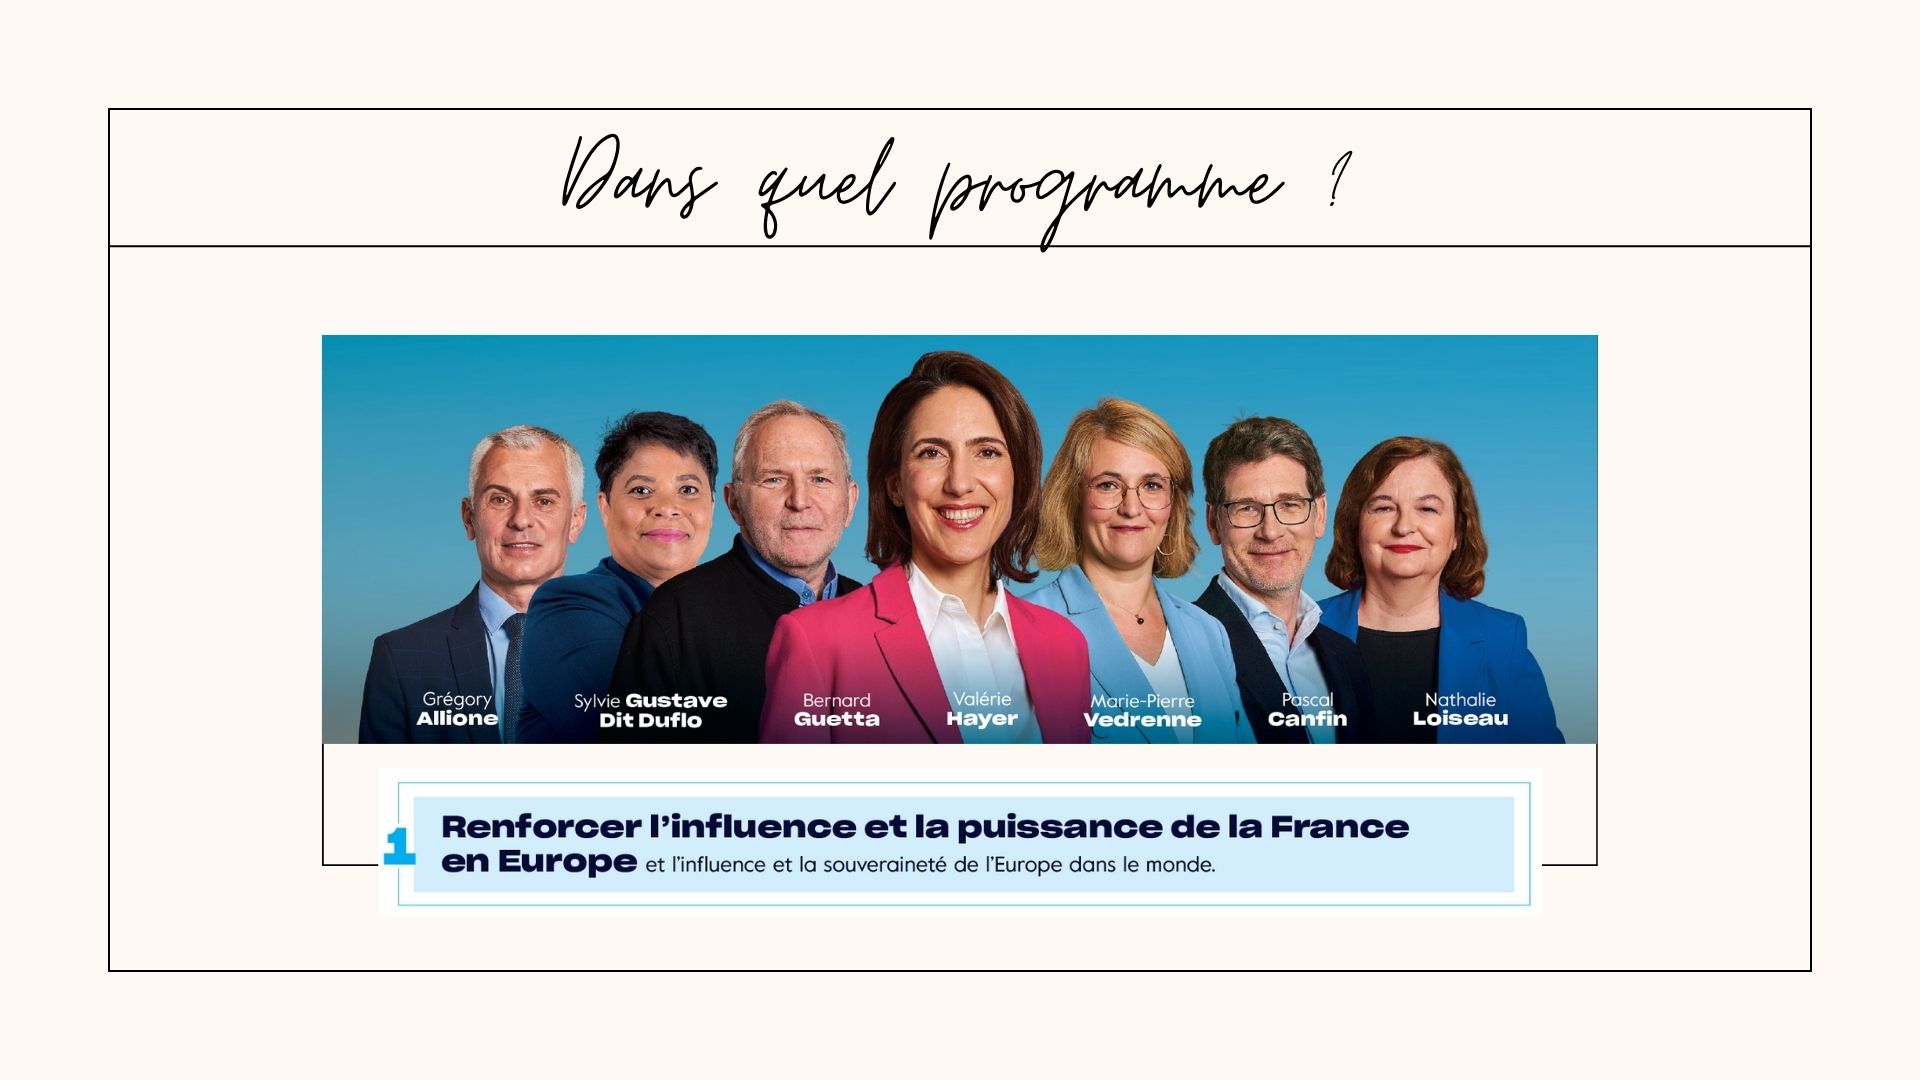 Dans quel programme ?
Grégory
Allione
Sylvie Gustave
Dit Duflo
Bernard
Guetta
Valérie
Hayer
Marie-Pierre
Vedrenne
Pascal
Canfin
Nathalie
Loiseau
1
Renforcer l’influence et la puissance de la France
en Europe et l’influence et la souveraineté de l’Europe dans le monde.